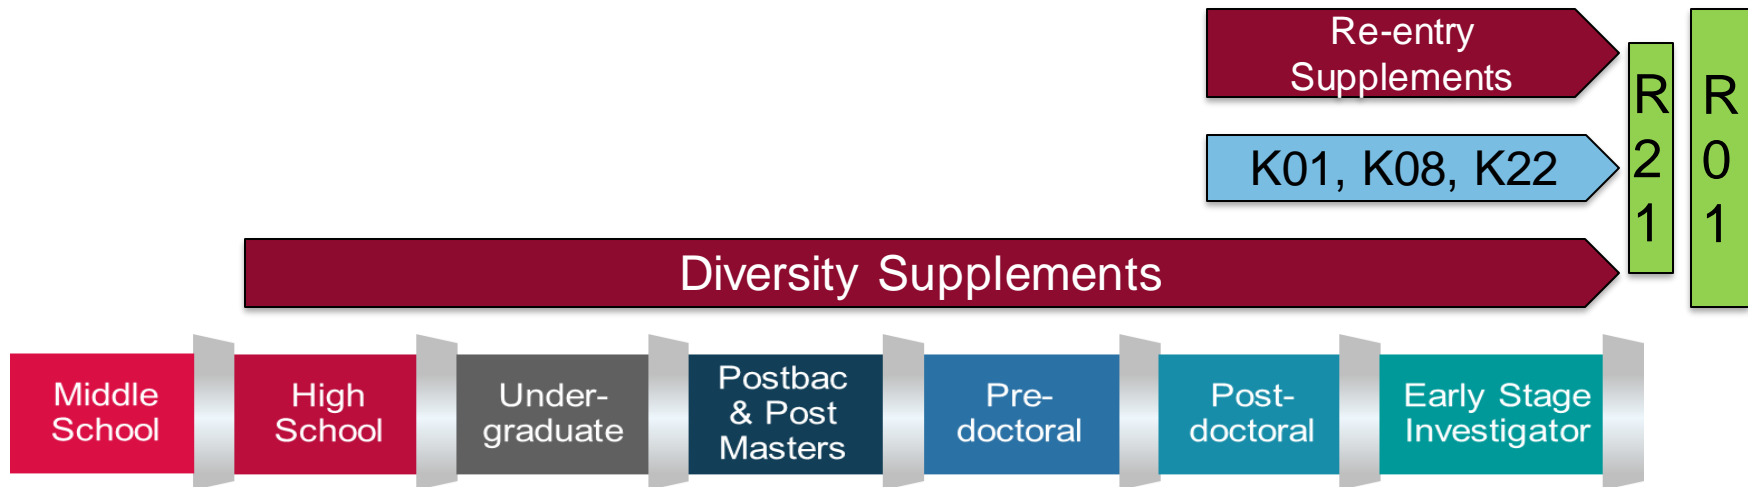 Re-entry
Supplements
K01, K08, K22
Diversity Supplements
R
2
1
R
0
1
Middle
School
High
School
Under-
graduate
Postbac
& Post
Masters
Pre-
doctoral
Post-
doctoral
Early Stage
Investigator